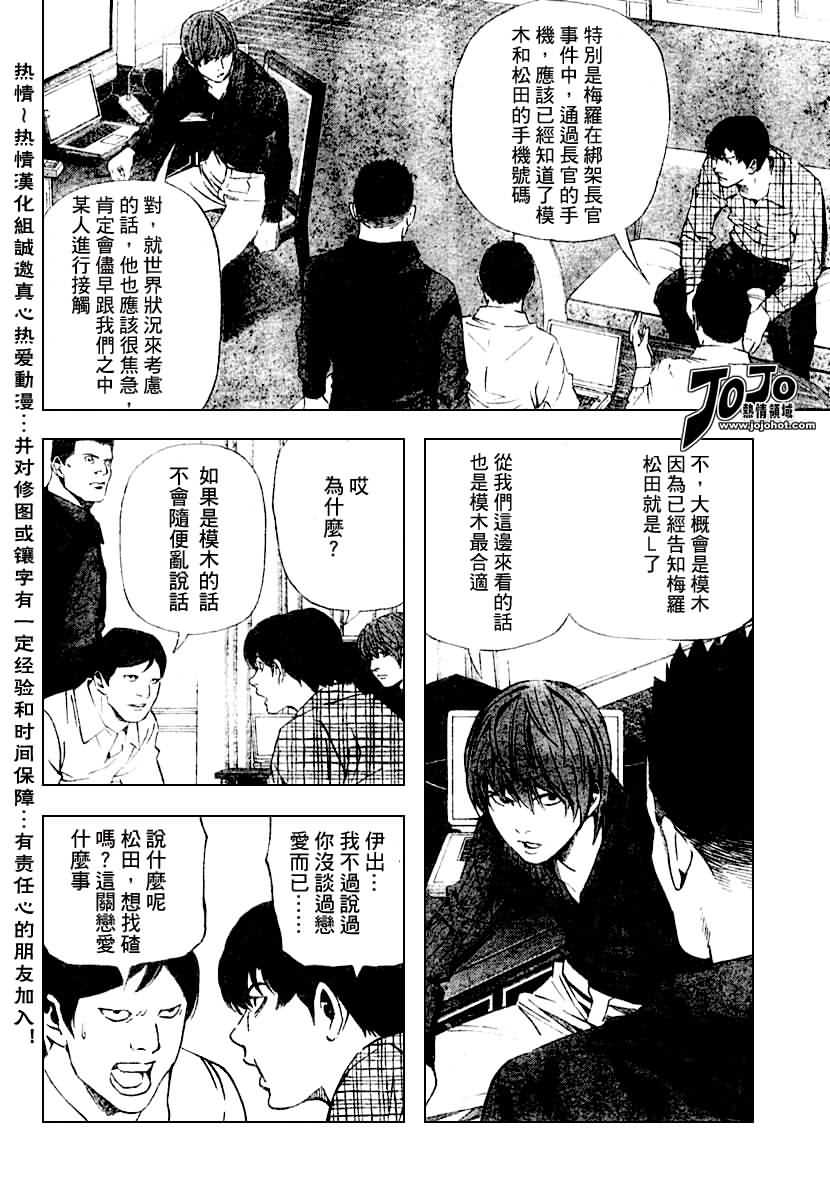 特別是梅羅在綁架長官
事件中，通過長官的手
機，應該已經知道了模
木和松田的手機號碼
對，就世界狀況來考慮
的話，他也應該很焦急，
肯定會儘早跟我們之中
某人進行接觸
JOJO
熱情領域
www.jojohot.com
不，大概會是模木
因為已經告知梅羅
松田就是L了
從我們這邊來看的話
也是模木最合適
哎
為什麼？
如果是模木的話
不會隨便亂說話
伊出…
我不過說過
你沒談過戀
愛而已……
說什麼呢
松田，想找碴
嗎？這關戀愛
什麼事
热情～热情漢化組誠邀真心热爱動漫…并对修图或镶字有一定经验和时间保障…有责任心的朋友加入！